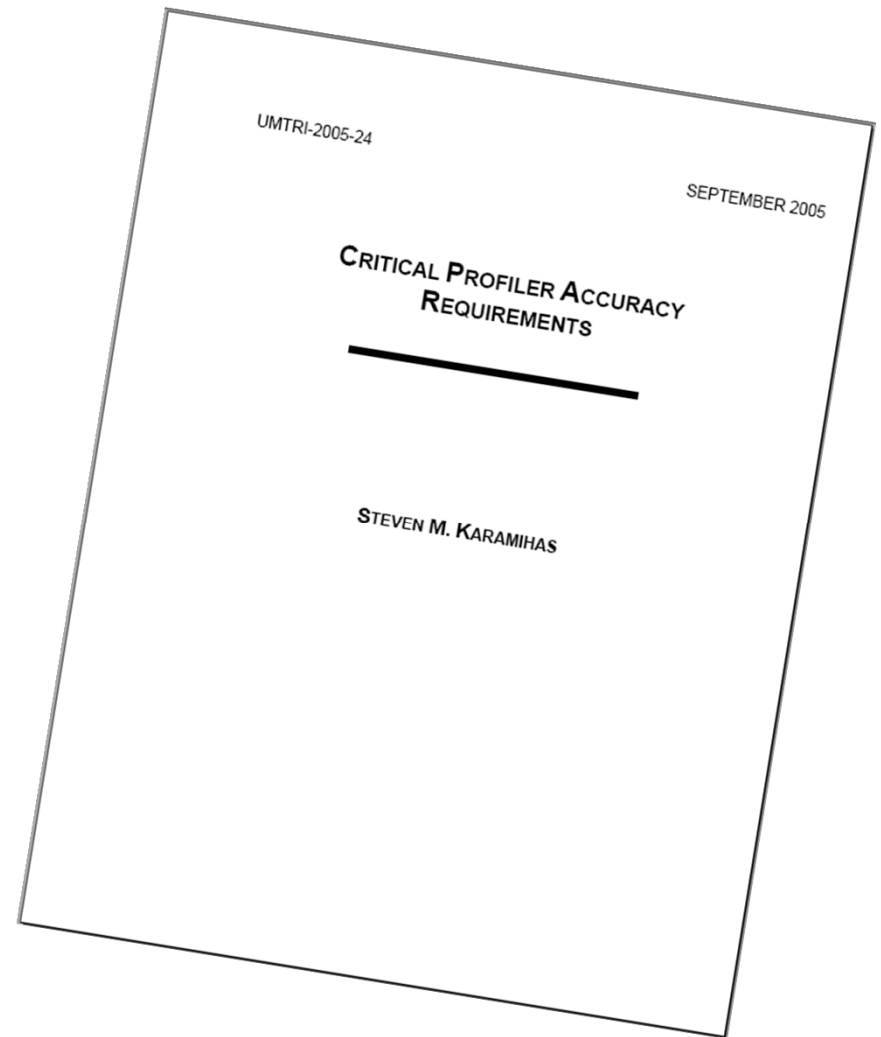 UMTRI-2005-24
SEPTEMBER 2005
CRITICAL PROFILER ACCURACY
REQUIREMENTS
STEVEN M. KARAMIHAS